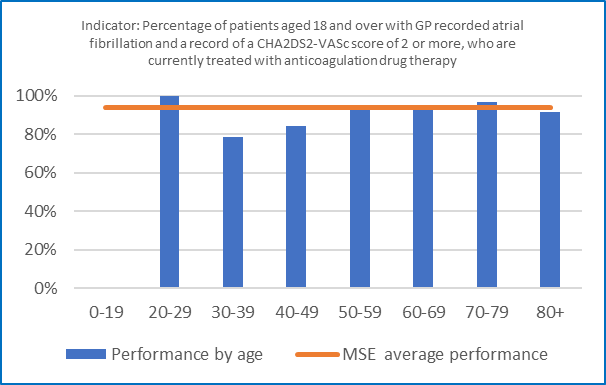 Indicator: Percentage of patients aged 18 and over with GP recorded atrial
fibrillation and a record of a CHA2DS2-VASc score of 2 or more, who are
currently treated with anticoagulation drug therapy
100%
80%
60%
40%
20%
0%
0-19 20-29 30-39 40-49 50-59 60-69 70-79 80+
Performance by age MSE average performance